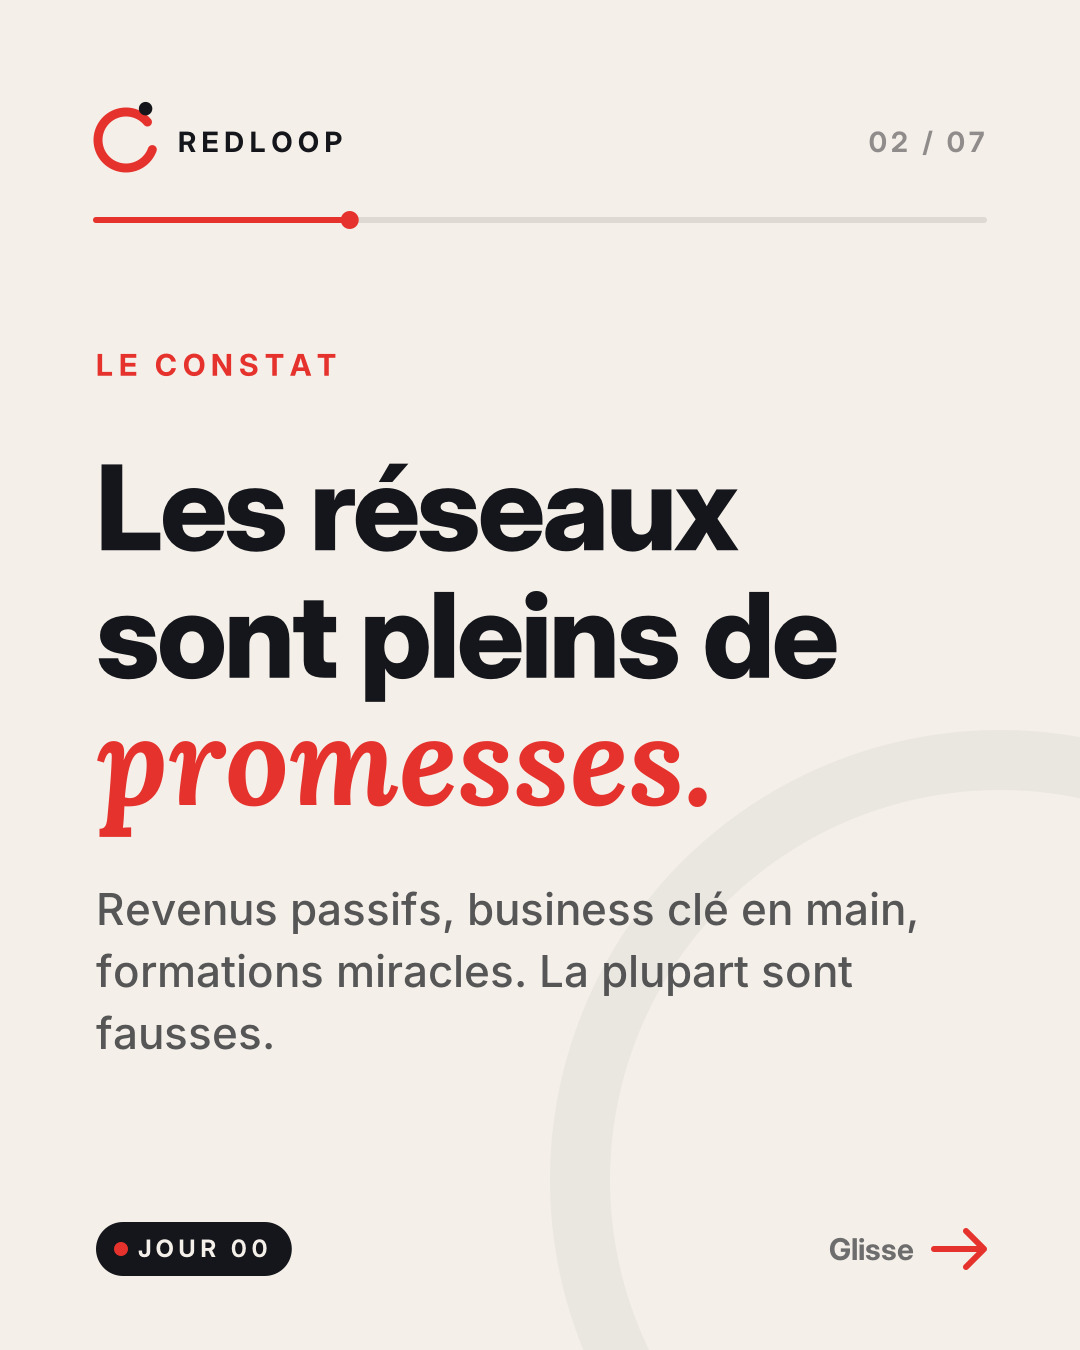 REDLOOP
02 / 07
LE CONSTAT
Les réseaux
sont pleins de
promesses.
Revenus passifs, business clé en main,
formations miracles. La plupart sont
fausses.
JOUR 00
Glisse